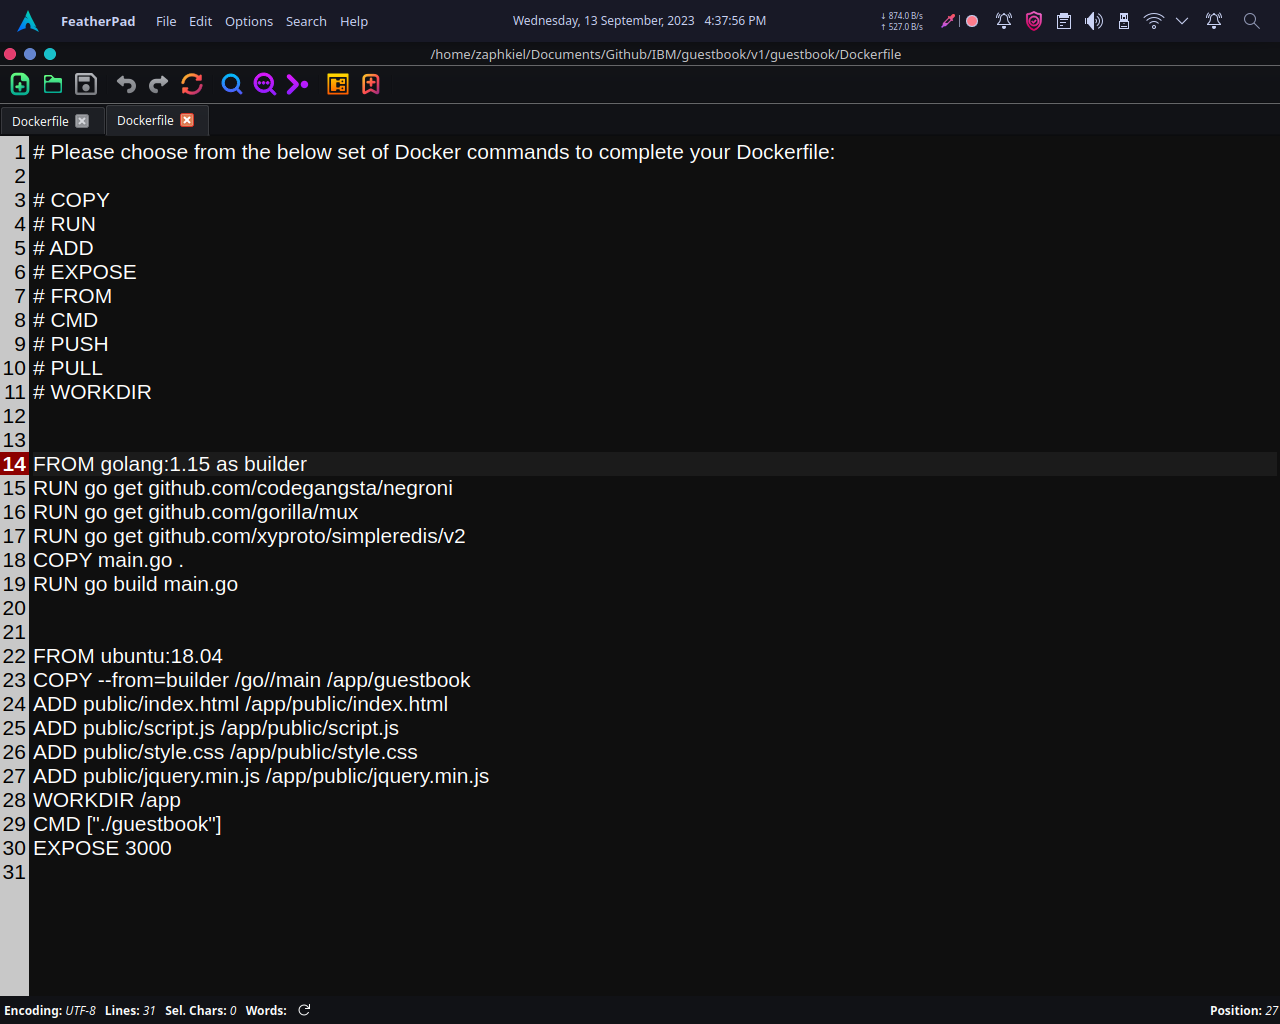 FeatherPad File Edit Options Search Help
Wednesday, 13 September, 2023 4:37:56 PM
↓ 874.0 B/s
↑ 527.0 B/s
/home/zaphkiel/Documents/Github/IBM/guestbook/v1/guestbook/Dockerfile
Dockerfile
Dockerfile
1 # Please choose from the below set of Docker commands to complete your Dockerfile:
2
3 # COPY
4 # RUN
5 # ADD
6 # EXPOSE
7 # FROM
8 # CMD
9 # PUSH
10 # PULL
11 # WORKDIR
12
13
14 FROM golang:1.15 as builder
15 RUN go get github.com/codegangsta/negroni
16 RUN go get github.com/gorilla/mux
17 RUN go get github.com/xyproto/simpleredis/v2
18 COPY main.go .
19 RUN go build main.go
20
21
22 FROM ubuntu:18.04
23 COPY --from=builder /go//main /app/guestbook
24 ADD public/index.html /app/public/index.html
25 ADD public/script.js /app/public/script.js
26 ADD public/style.css /app/public/style.css
27 ADD public/jquery.min.js /app/public/jquery.min.js
28 WORKDIR /app
29 CMD ["./guestbook"]
30 EXPOSE 3000
31
Encoding: UTF-8 Lines: 31 Sel. Chars: 0 Words:
Position: 27